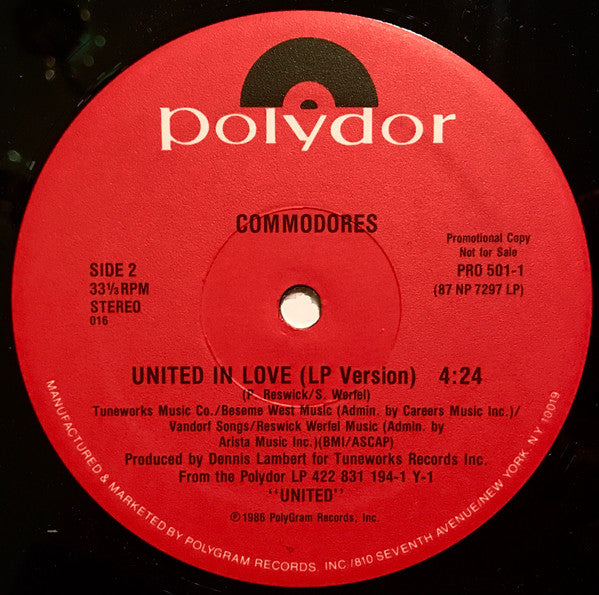 polydor
COMMODORES
Promotional Copy
Not for Sale
PRO 501-1
(87 NP 7297 LP)
SIDE 2
33⅓ RPM
STEREO
016
UNITED IN LOVE (LP Version) 4:24
(P. Reswick/S. Werfel)
Tuneworks Music Co./Beseme West Music (Admin. by Careers Music Inc.)/
Vandorf Songs/Reswick Werfel Music (Admin. by
Arista Music Inc.)(BMI/ASCAP)
Produced by Dennis Lambert for Tuneworks Records Inc.
From the Polydor LP 422 831 194-1 Y-1
"UNITED"
℗ 1986 PolyGram Records, Inc.
MANUFACTURED & MARKETED BY POLYGRAM RECORDS, INC./810 SEVENTH AVENUE/NEW YORK, NY 10019